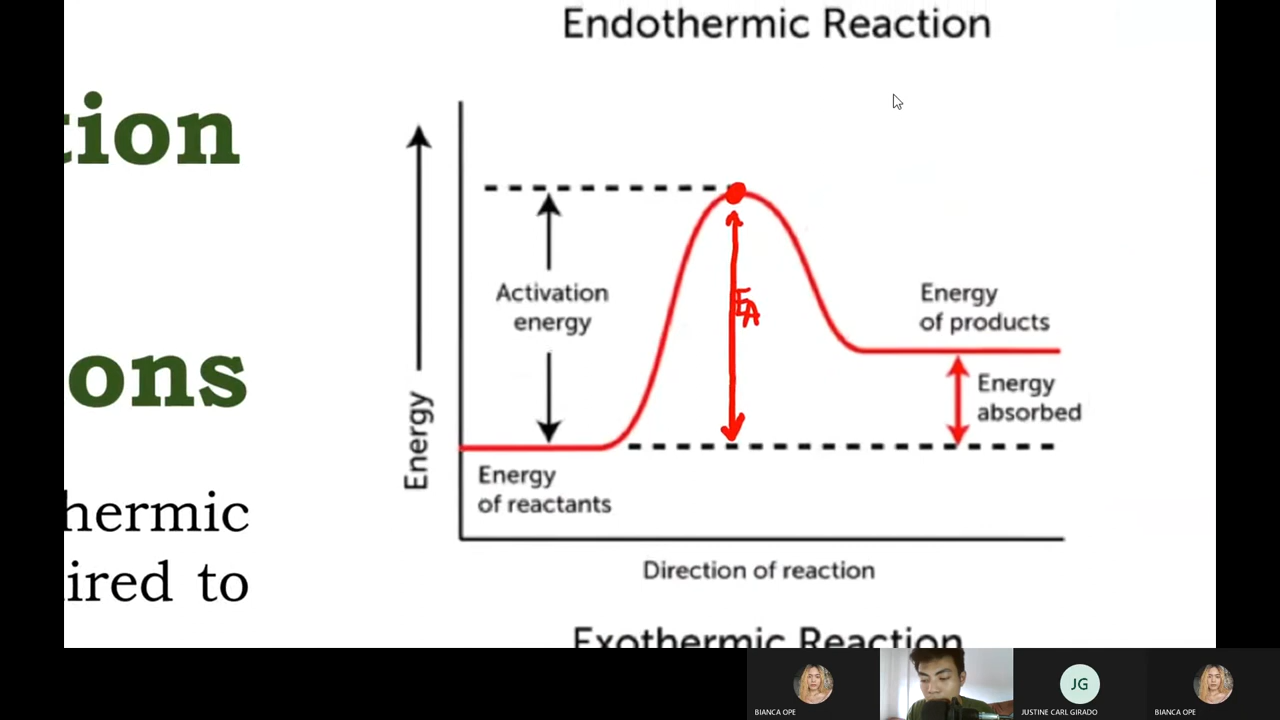 Endothermic Reaction
tion
ons
hermic
ired to
Activation
energy
EA
Energy
of products
Energy
absorbed
Energy
Energy
of reactants
Direction of reaction
Exothermic Reaction
BIANCA OPE
JG
JUSTINE CARL GIRADO
BIANCA OPE